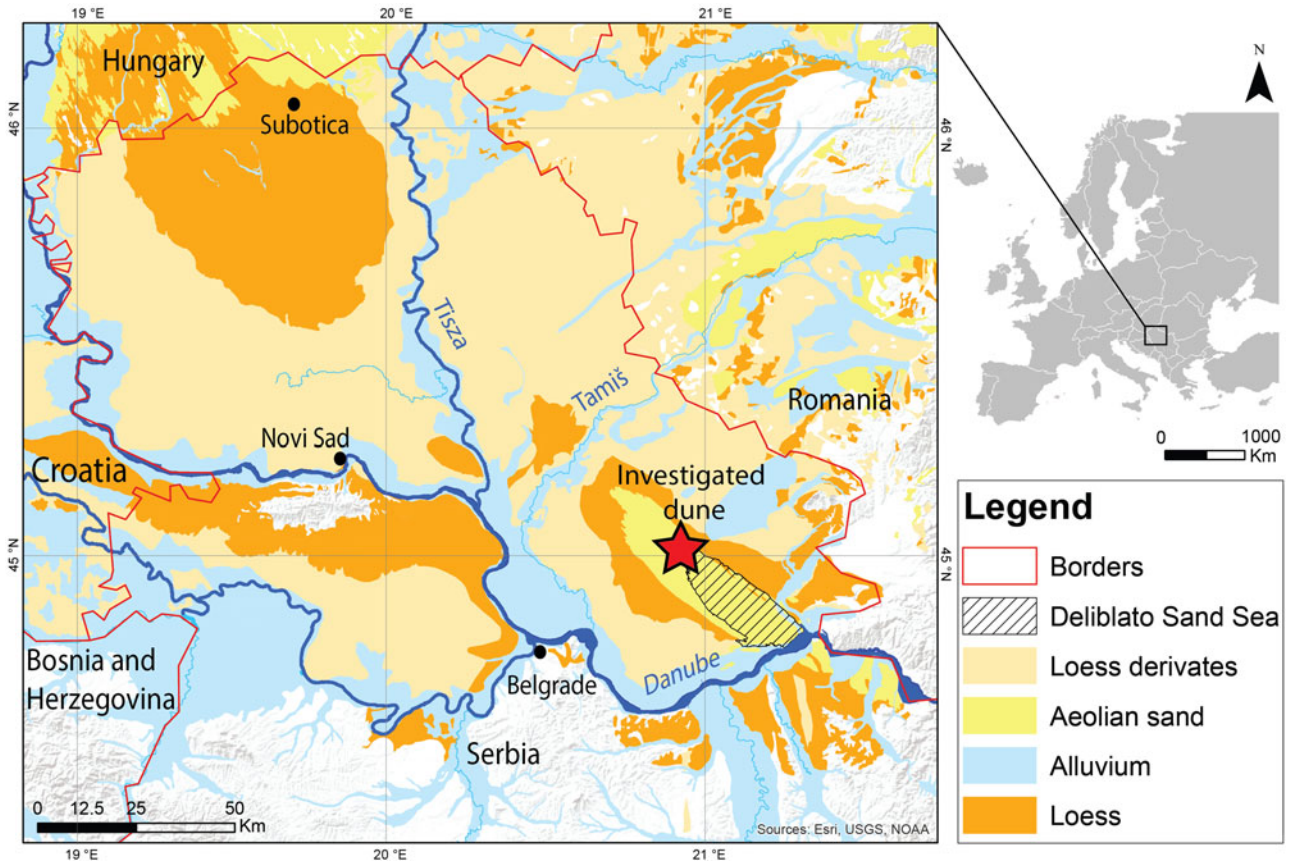 19 °E
20 °E
21 °E
Hungary
Subotica
46 °N
46 °N
Tisza
Tamiš
Romania
Novi Sad
Croatia
Investigated
dune
45 °N
45 °N
Bosnia and
Herzegovina
Belgrade
Danube
Serbia
0 12.5 25 50
Km
Sources: Esri, USGS, NOAA
19 °E
20 °E
21 °E
N
0 1000
Km
Legend
Borders
Deliblato Sand Sea
Loess derivates
Aeolian sand
Alluvium
Loess